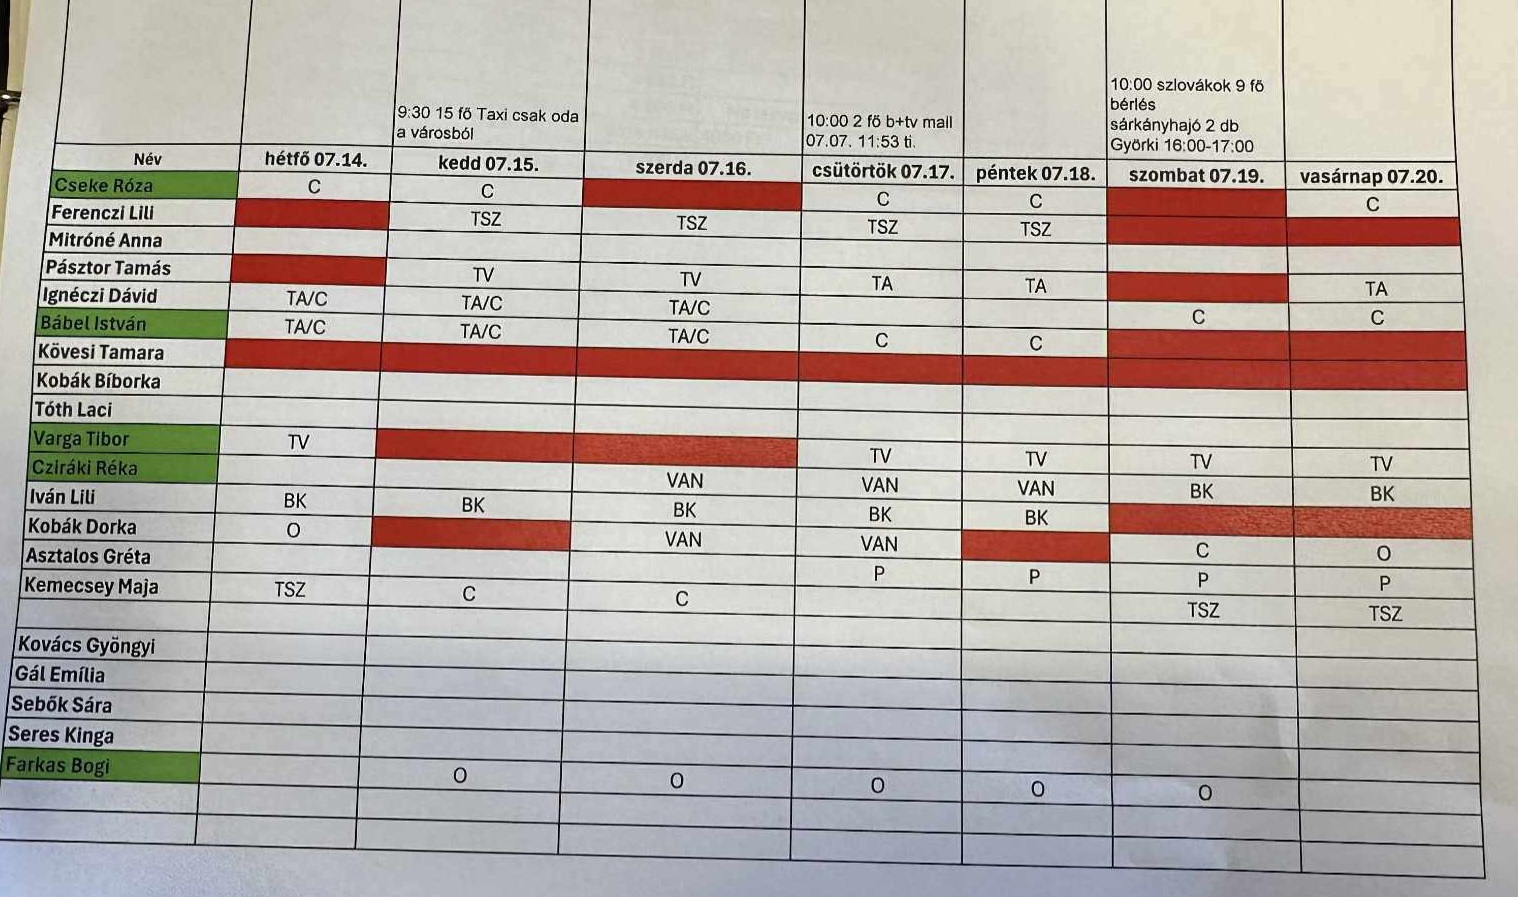 9:30 15 fő Taxi csak oda
a városból
10:00 2 fő b+tv mail
07.07. 11:53 ti.
10:00 szlovákok 9 fő
bérlés
sárkányhajó 2 db
Györki 16:00-17:00
Név hétfő 07.14. kedd 07.15. szerda 07.16. csütörtök 07.17. péntek 07.18. szombat 07.19. vasárnap 07.20.
Cseke Róza C C C C C
Ferenczi Lili TSZ TSZ TSZ TSZ
Mitróné Anna
Pásztor Tamás TV TV TA TA TA
Ignéczi Dávid TA/C TA/C TA/C C C
Bábel István TA/C TA/C TA/C C C
Kövesi Tamara
Kobák Bíborka
Tóth Laci
Varga Tibor TV TV TV TV TV
Cziráki Réka VAN VAN VAN BK BK
Iván Lili BK BK BK BK BK
Kobák Dorka O VAN VAN C O
Asztalos Gréta P P P P
Kemecsey Maja TSZ C C TSZ TSZ
Kovács Gyöngyi
Gál Emília
Sebők Sára
Seres Kinga
Farkas Bogi O O O O O